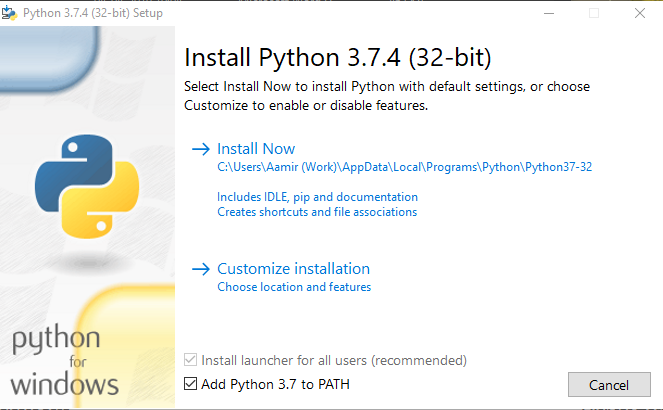 Python 3.7.4 (32-bit) Setup
Install Python 3.7.4 (32-bit)
Select Install Now to install Python with default settings, or choose
Customize to enable or disable features.
Install Now
C:\Users\Aamir (Work)\AppData\Local\Programs\Python\Python37-32
Includes IDLE, pip and documentation
Creates shortcuts and file associations
Customize installation
Choose location and features
python
for
windows
Install launcher for all users (recommended)
Add Python 3.7 to PATH
Cancel